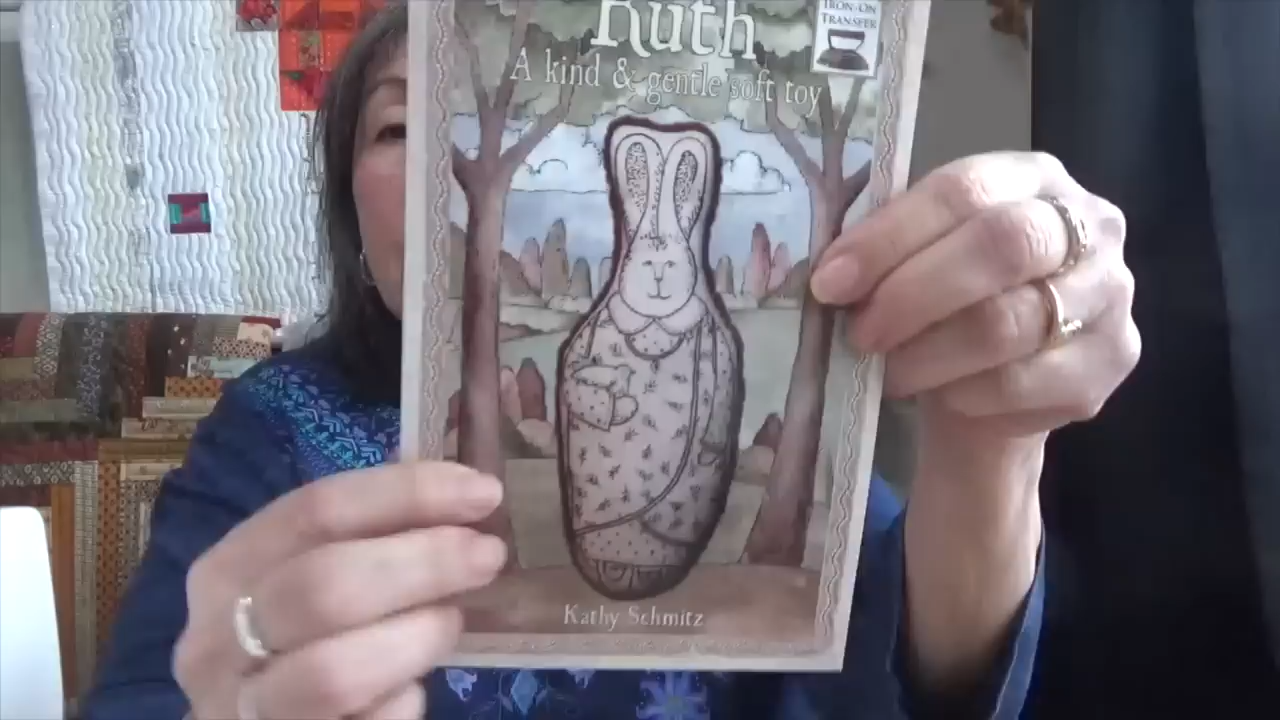 Ruth
A kind & gentle soft toy
IRON-ON
TRANSFER
Kathy Schmitz